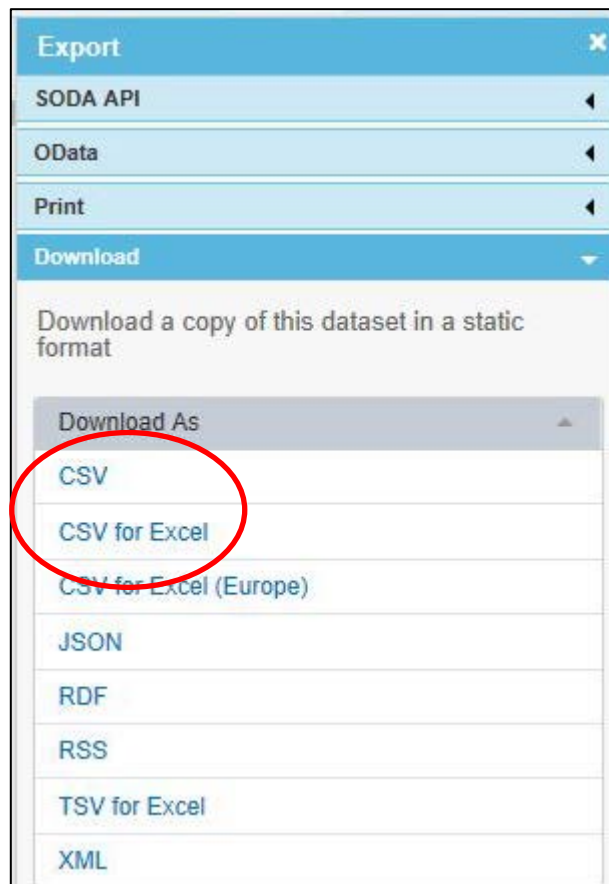 Export
SODA API
OData
Print
Download
Download a copy of this dataset in a static
format
Download As
CSV
CSV for Excel
CSV for Excel (Europe)
JSON
RDF
RSS
TSV for Excel
XML